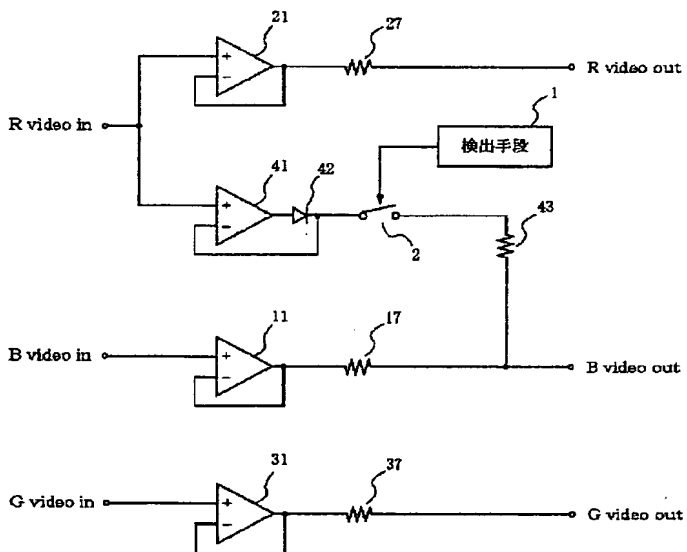 21
27
R video out
R video in
+
−
1
検出手段
41
42
+
−
2
43
11
17
B video in
+
−
B video out
31
37
G video in
+
−
G video out